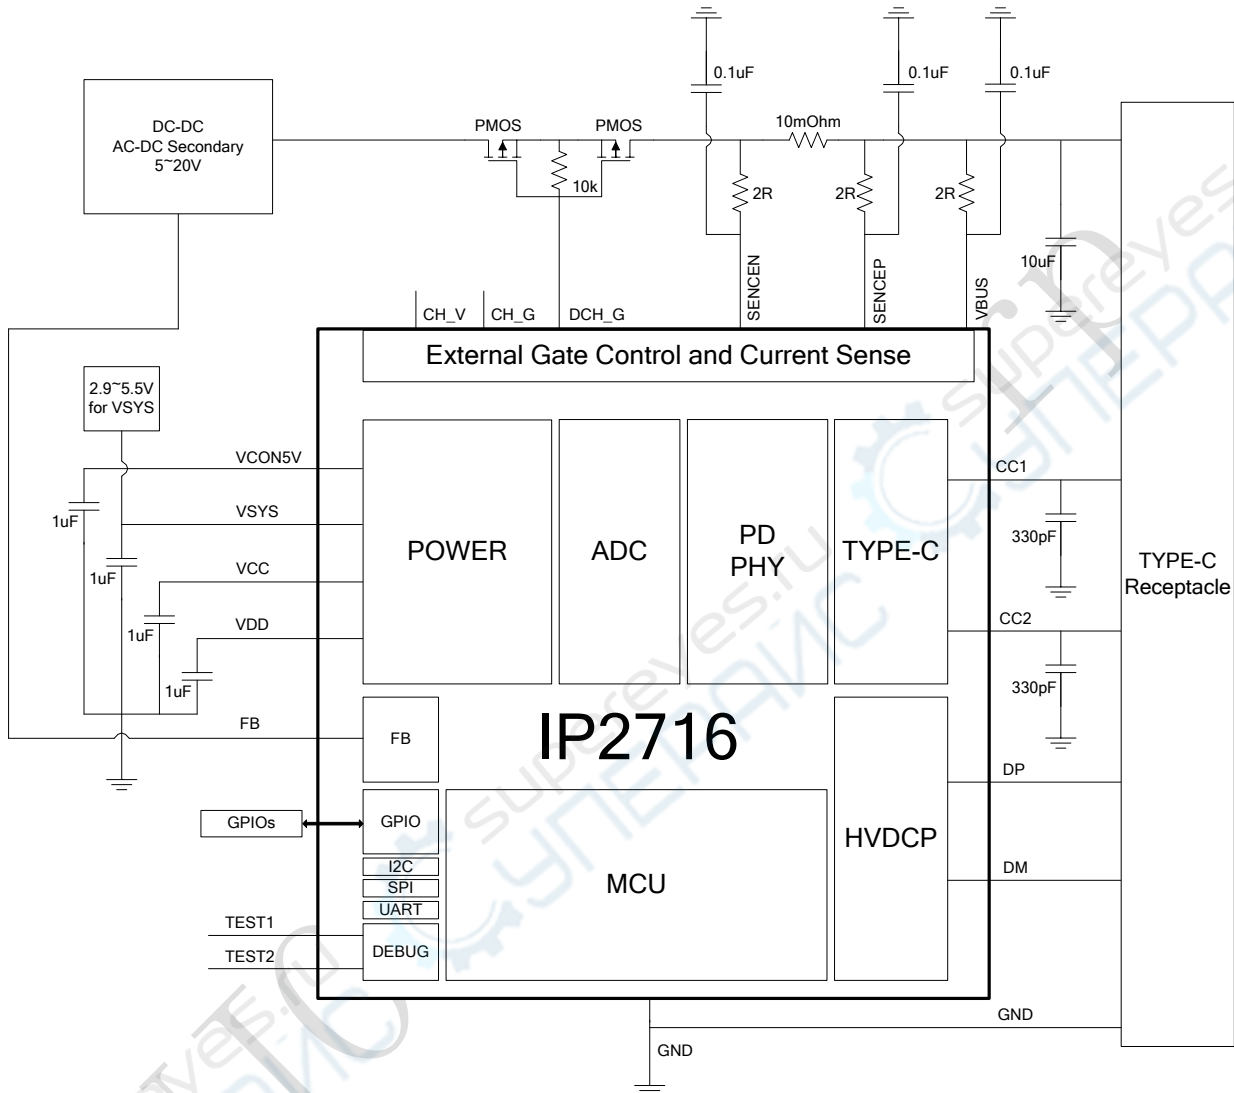 0.1uF
0.1uF
0.1uF
DC-DC
AC-DC Secondary
5~20V
PMOS
PMOS
10mOhm
10k
2R
2R
2R
10uF
SENCEN
SENCEP
VBUS
CH_V
CH_G
DCH_G
External Gate Control and Current Sense
2.9~5.5V
for VSYS
VCON5V
1uF
VSYS
1uF
VCC
1uF
VDD
1uF
POWER
ADC
PD
PHY
TYPE-C
CC1
330pF
CC2
330pF
TYPE-C
Receptacle
FB
FB
IP2716
DP
DM
HVDCP
GPIOs
GPIO
I2C
SPI
UART
DEBUG
MCU
TEST1
TEST2
GND
GND
supereyes.ru
СУПЕРАЙС